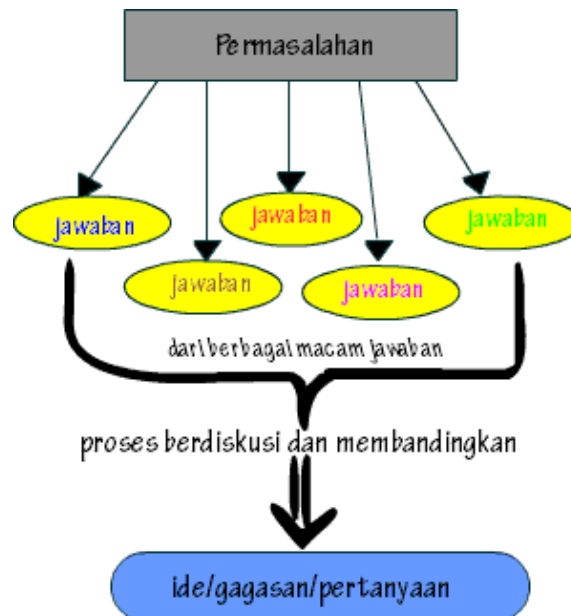 Permasalahan
jawaban
jawaban
jawaban
jawaban
jawaban
dari berbagai macam jawaban
proses berdiskusi dan membandingkan
ide/gagasan/pertanyaan